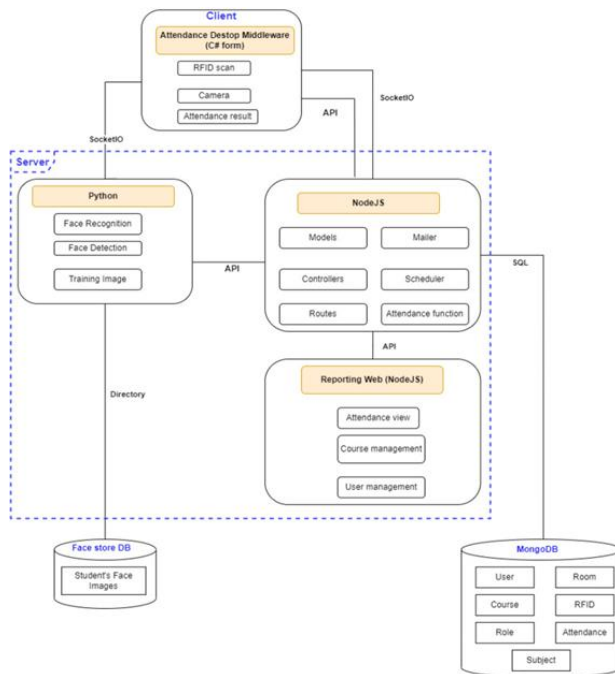 Client
Attendance Destop Middleware
(C# form)
RFID scan
Camera
Attendance result
SocketIO
API
SocketIO
Server
Python
Face Recognition
Face Detection
Training Image
API
NodeJS
Models
Mailer
Controllers
Scheduler
Routes
Attendance function
SQL
API
Reporting Web (NodeJS)
Attendance view
Course management
User management
Directory
Face store DB
Student's Face
Images
MongoDB
User
Room
Course
RFID
Role
Attendance
Subject